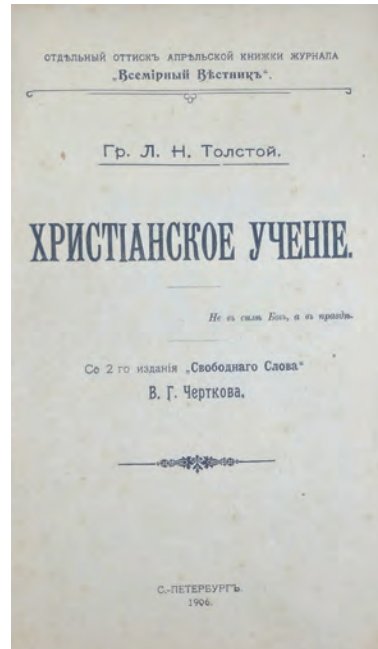 ОТДѢЛЬНЫЙ ОТТИСКЪ АПРѢЛЬСКОЙ КНИЖКИ ЖУРНАЛА
„Всемірный Вѣстникъ“.
Гр. Л. Н. Толстой.
ХРИСТІАНСКОЕ УЧЕНІЕ.
Не въ силѣ Богъ, а въ правдѣ.
Со 2 го изданія „Свободнаго Слова“
В. Г. Черткова.
С.-ПЕТЕРБУРГЪ.
1906.